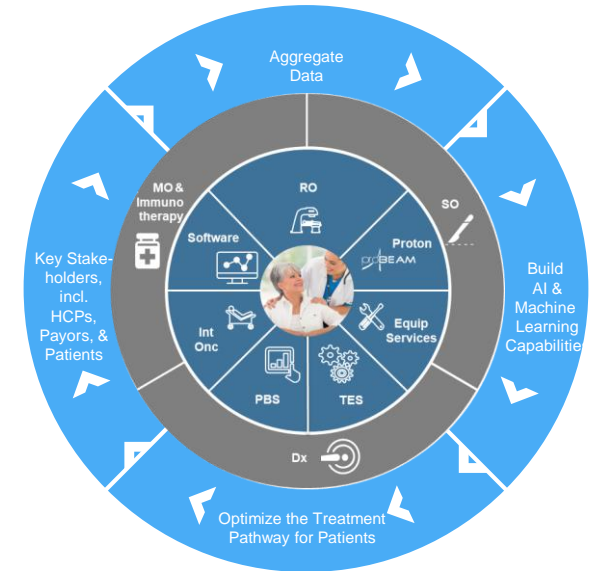 Aggregate
Data
MO &
Immuno
therapy
RO
SO
Software
Proton
proBEAM
Key Stake-
holders,
incl.
HCPs,
Payors, &
Patients
Build
AI &
Machine
Learning
Capabilities
Int
Onc
Equip
Services
PBS
TES
Dx
Optimize the Treatment
Pathway for Patients